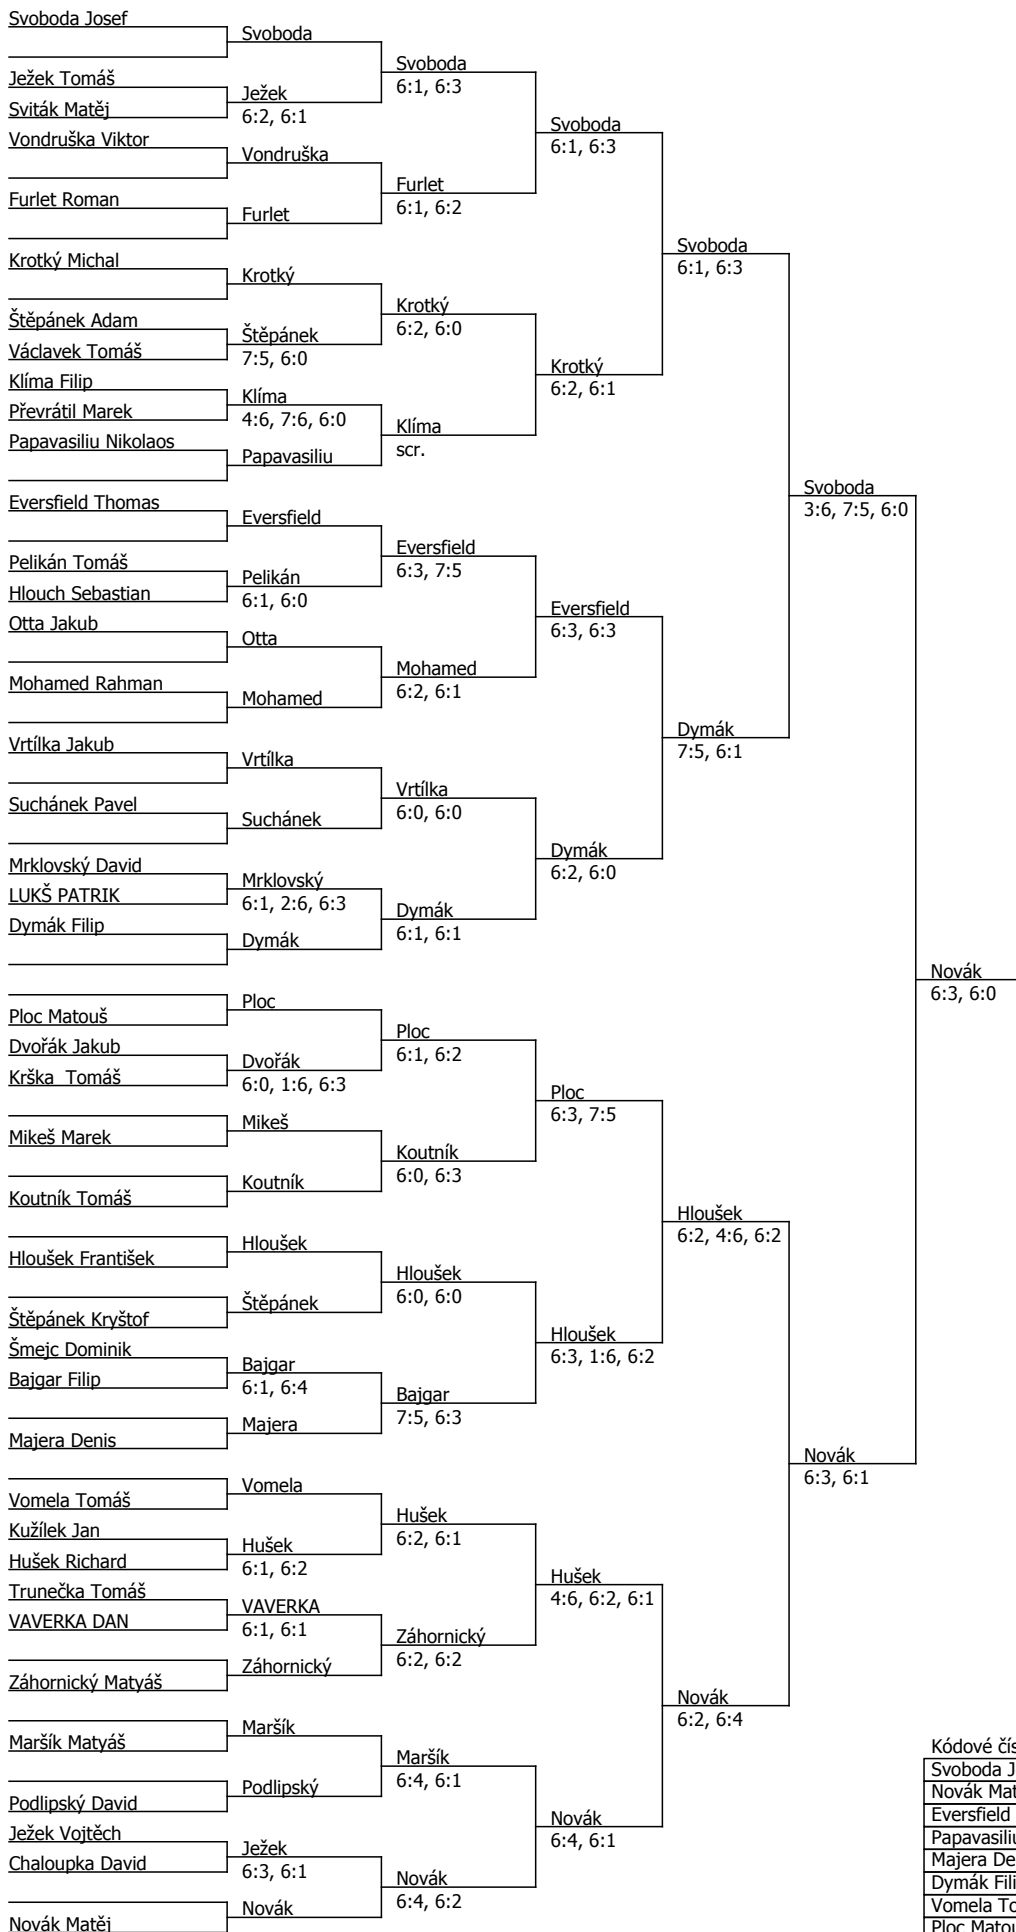 Svoboda Josef
Svoboda
Svoboda
6:1, 6:3
Ježek Tomáš
Ježek
Sviták Matěj
6:2, 6:1
Svoboda
6:1, 6:3
Vondruška Viktor
Vondruška
Furlet
6:1, 6:2
Furlet Roman
Furlet
Svoboda
6:1, 6:3
Krotký Michal
Krotký
Krotký
6:2, 6:0
Štěpánek Adam
Štěpánek
Václavek Tomáš
7:5, 6:0
Krotký
6:2, 6:1
Klíma Filip
Klíma
Převrátil Marek
4:6, 7:6, 6:0
Klíma
scr.
Papavasiliu Nikolaos
Papavasiliu
Svoboda
3:6, 7:5, 6:0
Eversfield Thomas
Eversfield
Eversfield
6:3, 7:5
Pelikán Tomáš
Pelikán
Hlouch Sebastian
6:1, 6:0
Eversfield
6:3, 6:3
Otta Jakub
Otta
Mohamed
6:2, 6:1
Mohamed Rahman
Mohamed
Dymák
7:5, 6:1
Vrtílka Jakub
Vrtílka
Vrtílka
6:0, 6:0
Suchánek Pavel
Suchánek
Dymák
6:2, 6:0
Mrklovský David
Mrklovský
LUKŠ PATRIK
6:1, 2:6, 6:3
Dymák
6:1, 6:1
Dymák Filip
Dymák
Novák
6:3, 6:0
Ploc
Ploc Matouš
Ploc
6:1, 6:2
Dvořák Jakub
Dvořák
Krška  Tomáš
6:0, 1:6, 6:3
Ploc
6:3, 7:5
Mikeš
Mikeš Marek
Koutník
6:0, 6:3
Koutník
Koutník Tomáš
Hloušek
6:2, 4:6, 6:2
Hloušek
Hloušek František
Hloušek
6:0, 6:0
Štěpánek
Štěpánek Kryštof
Hloušek
6:3, 1:6, 6:2
Šmejc Dominik
Bajgar
Bajgar Filip
6:1, 6:4
Bajgar
7:5, 6:3
Majera
Majera Denis
Novák
6:3, 6:1
Vomela
Vomela Tomáš
Hušek
6:2, 6:1
Kužílek Jan
Hušek
Hušek Richard
6:1, 6:2
Hušek
4:6, 6:2, 6:1
Trunečka Tomáš
VAVERKA
VAVERKA DAN
6:1, 6:1
Záhornický
6:2, 6:2
Záhornický
Záhornický Matyáš
Novák
6:2, 6:4
Maršík
Maršík Matyáš
Maršík
6:4, 6:1
Podlipský
Podlipský David
Novák
6:4, 6:1
Ježek Vojtěch
Ježek
Chaloupka David
6:3, 6:1
Novák
6:4, 6:2
Novák
Novák Matěj
Kódové čís
Svoboda J
Novák Mat
Eversfield
Papavasiliu
Majera De
Dymák Fili
Vomela To
Ploc Matou